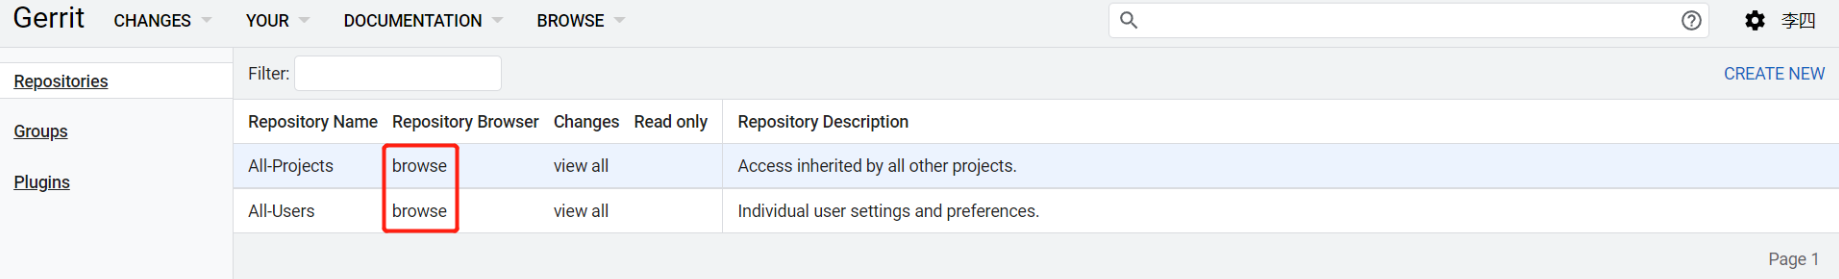 Gerrit CHANGES YOUR DOCUMENTATION BROWSE 李四
Repositories
Groups
Plugins
Filter: CREATE NEW
Repository Name Repository Browser Changes Read only Repository Description
All-Projects browse view all Access inherited by all other projects.
All-Users browse view all Individual user settings and preferences.
Page 1